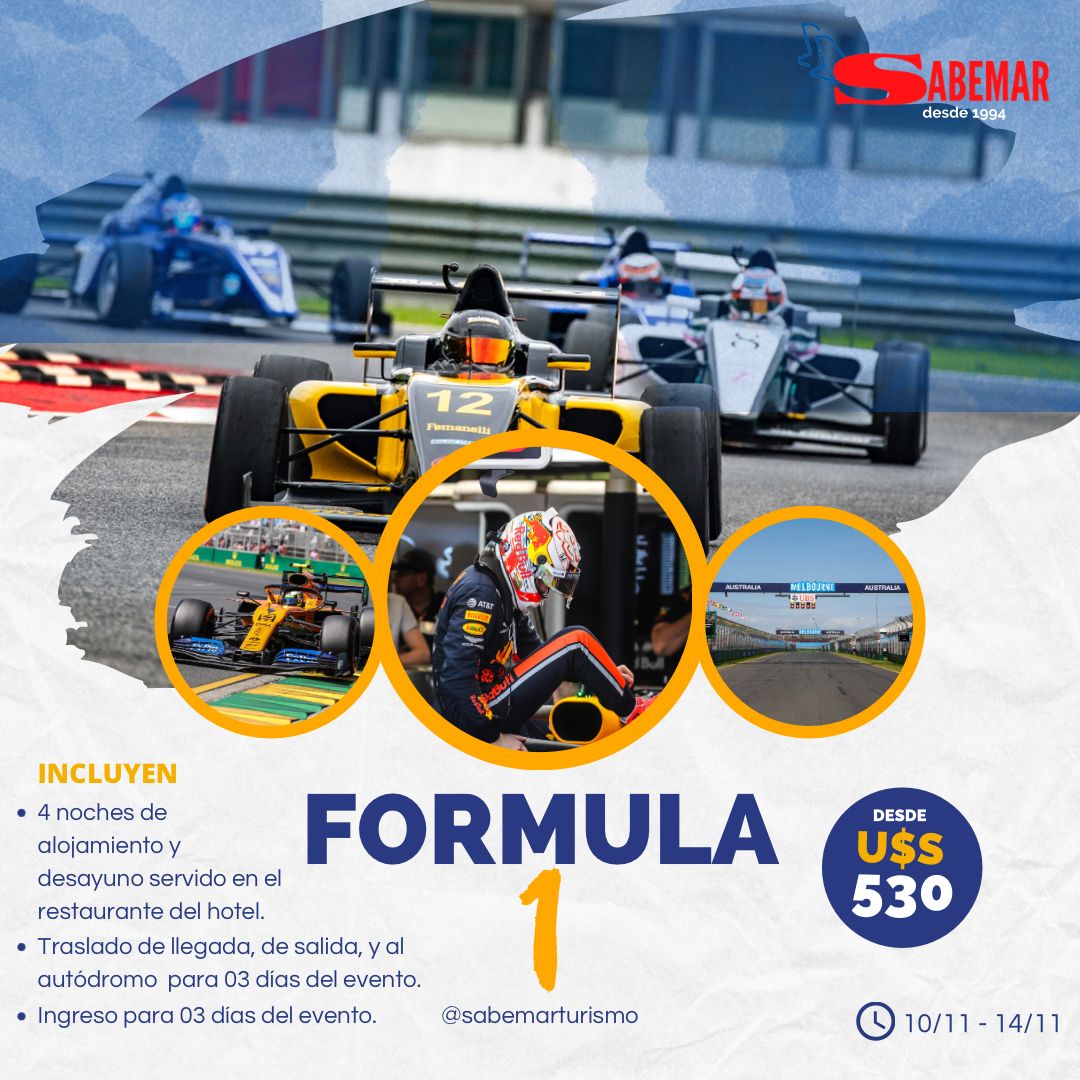 SABEMAR
desde 1994
12
Femanelli
AT&T
AUSTRALIA
MELBOURNE
AUSTRALIA
UBS
INCLUYEN
• 4 noches de
alojamiento y
desayuno servido en el
restaurante del hotel.
• Traslado de llegada, de salida, y al
autódromo para 03 días del evento.
• Ingreso para 03 días del evento.
FORMULA
1
@sabemarturismo
DESDE
U$S
530
10/11 - 14/11